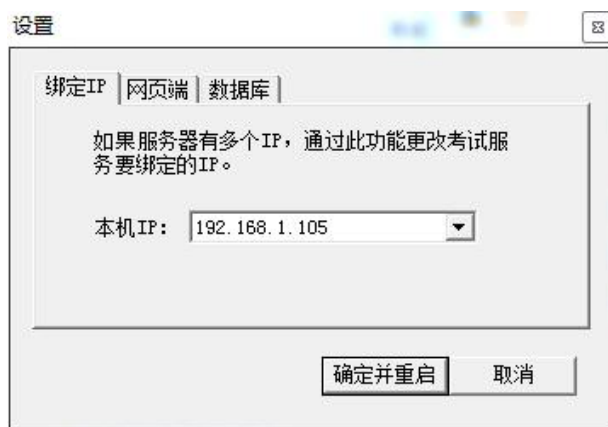 设置
绑定IP 网页端 数据库
如果服务器有多个IP，通过此功能更改考试服
务要绑定的IP。
本机IP： 192.168.1.105
确定并重启 取消